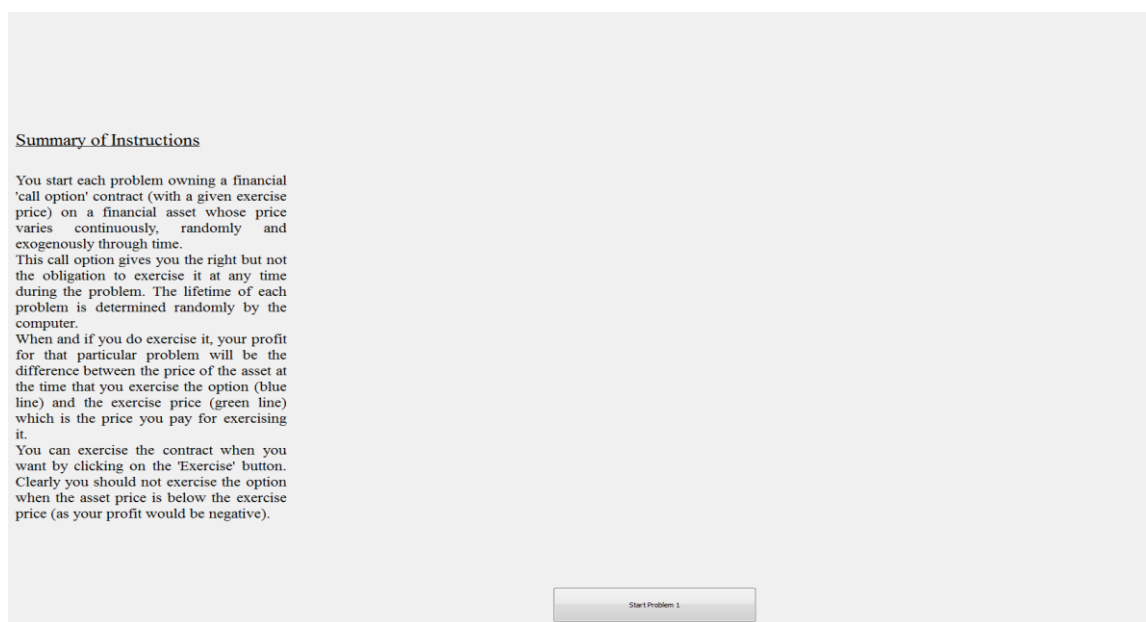 Summary of Instructions
You start each problem owning a financial
'call option' contract (with a given exercise
price) on a financial asset whose price
varies continuously, randomly and
exogenously through time.
This call option gives you the right but not
the obligation to exercise it at any time
during the problem. The lifetime of each
problem is determined randomly by the
computer.
When and if you do exercise it, your profit
for that particular problem will be the
difference between the price of the asset at
the time that you exercise the option (blue
line) and the exercise price (green line)
which is the price you pay for exercising
it.
You can exercise the contract when you
want by clicking on the 'Exercise' button.
Clearly you should not exercise the option
when the asset price is below the exercise
price (as your profit would be negative).
Start Problem 1